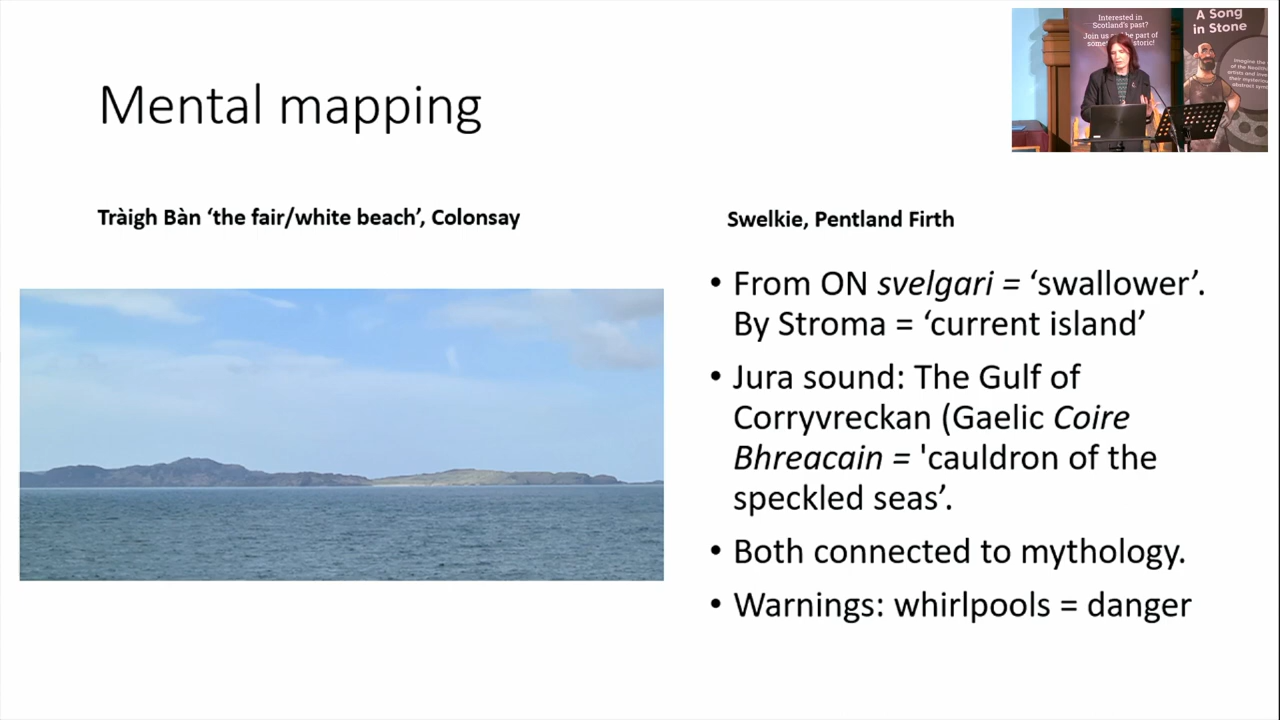 Mental mapping
Interested in
Scotland's past?
A Song
in Stone
Tràigh Bàn ‘the fair/white beach’, Colonsay
Swelkie, Pentland Firth
• From ON svelgari = ‘swallower’.
By Stroma = ‘current island’
• Jura sound: The Gulf of
Corryvreckan (Gaelic Coire
Bhreacain = 'cauldron of the
speckled seas’.
• Both connected to mythology.
• Warnings: whirlpools = danger